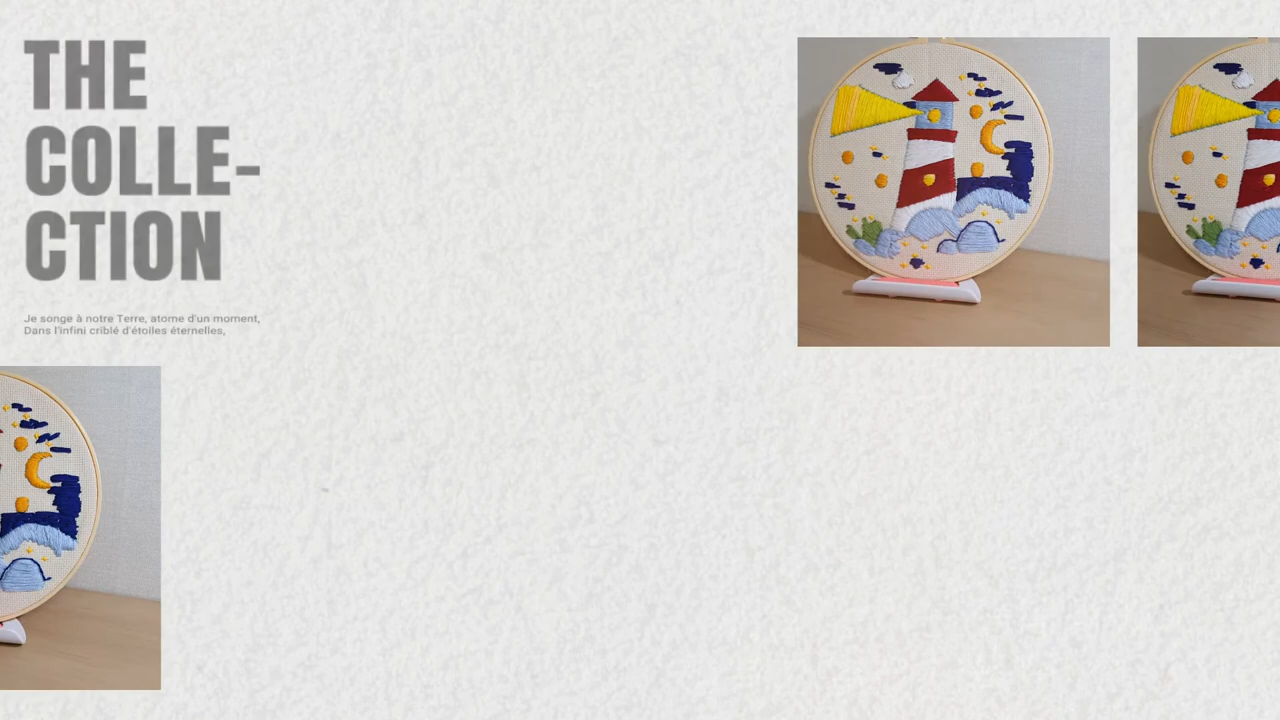 THE
COLLE-
CTION
Je songe à notre Terre, atome d'un moment,
Dans l'infini criblé d'étoiles éternelles,